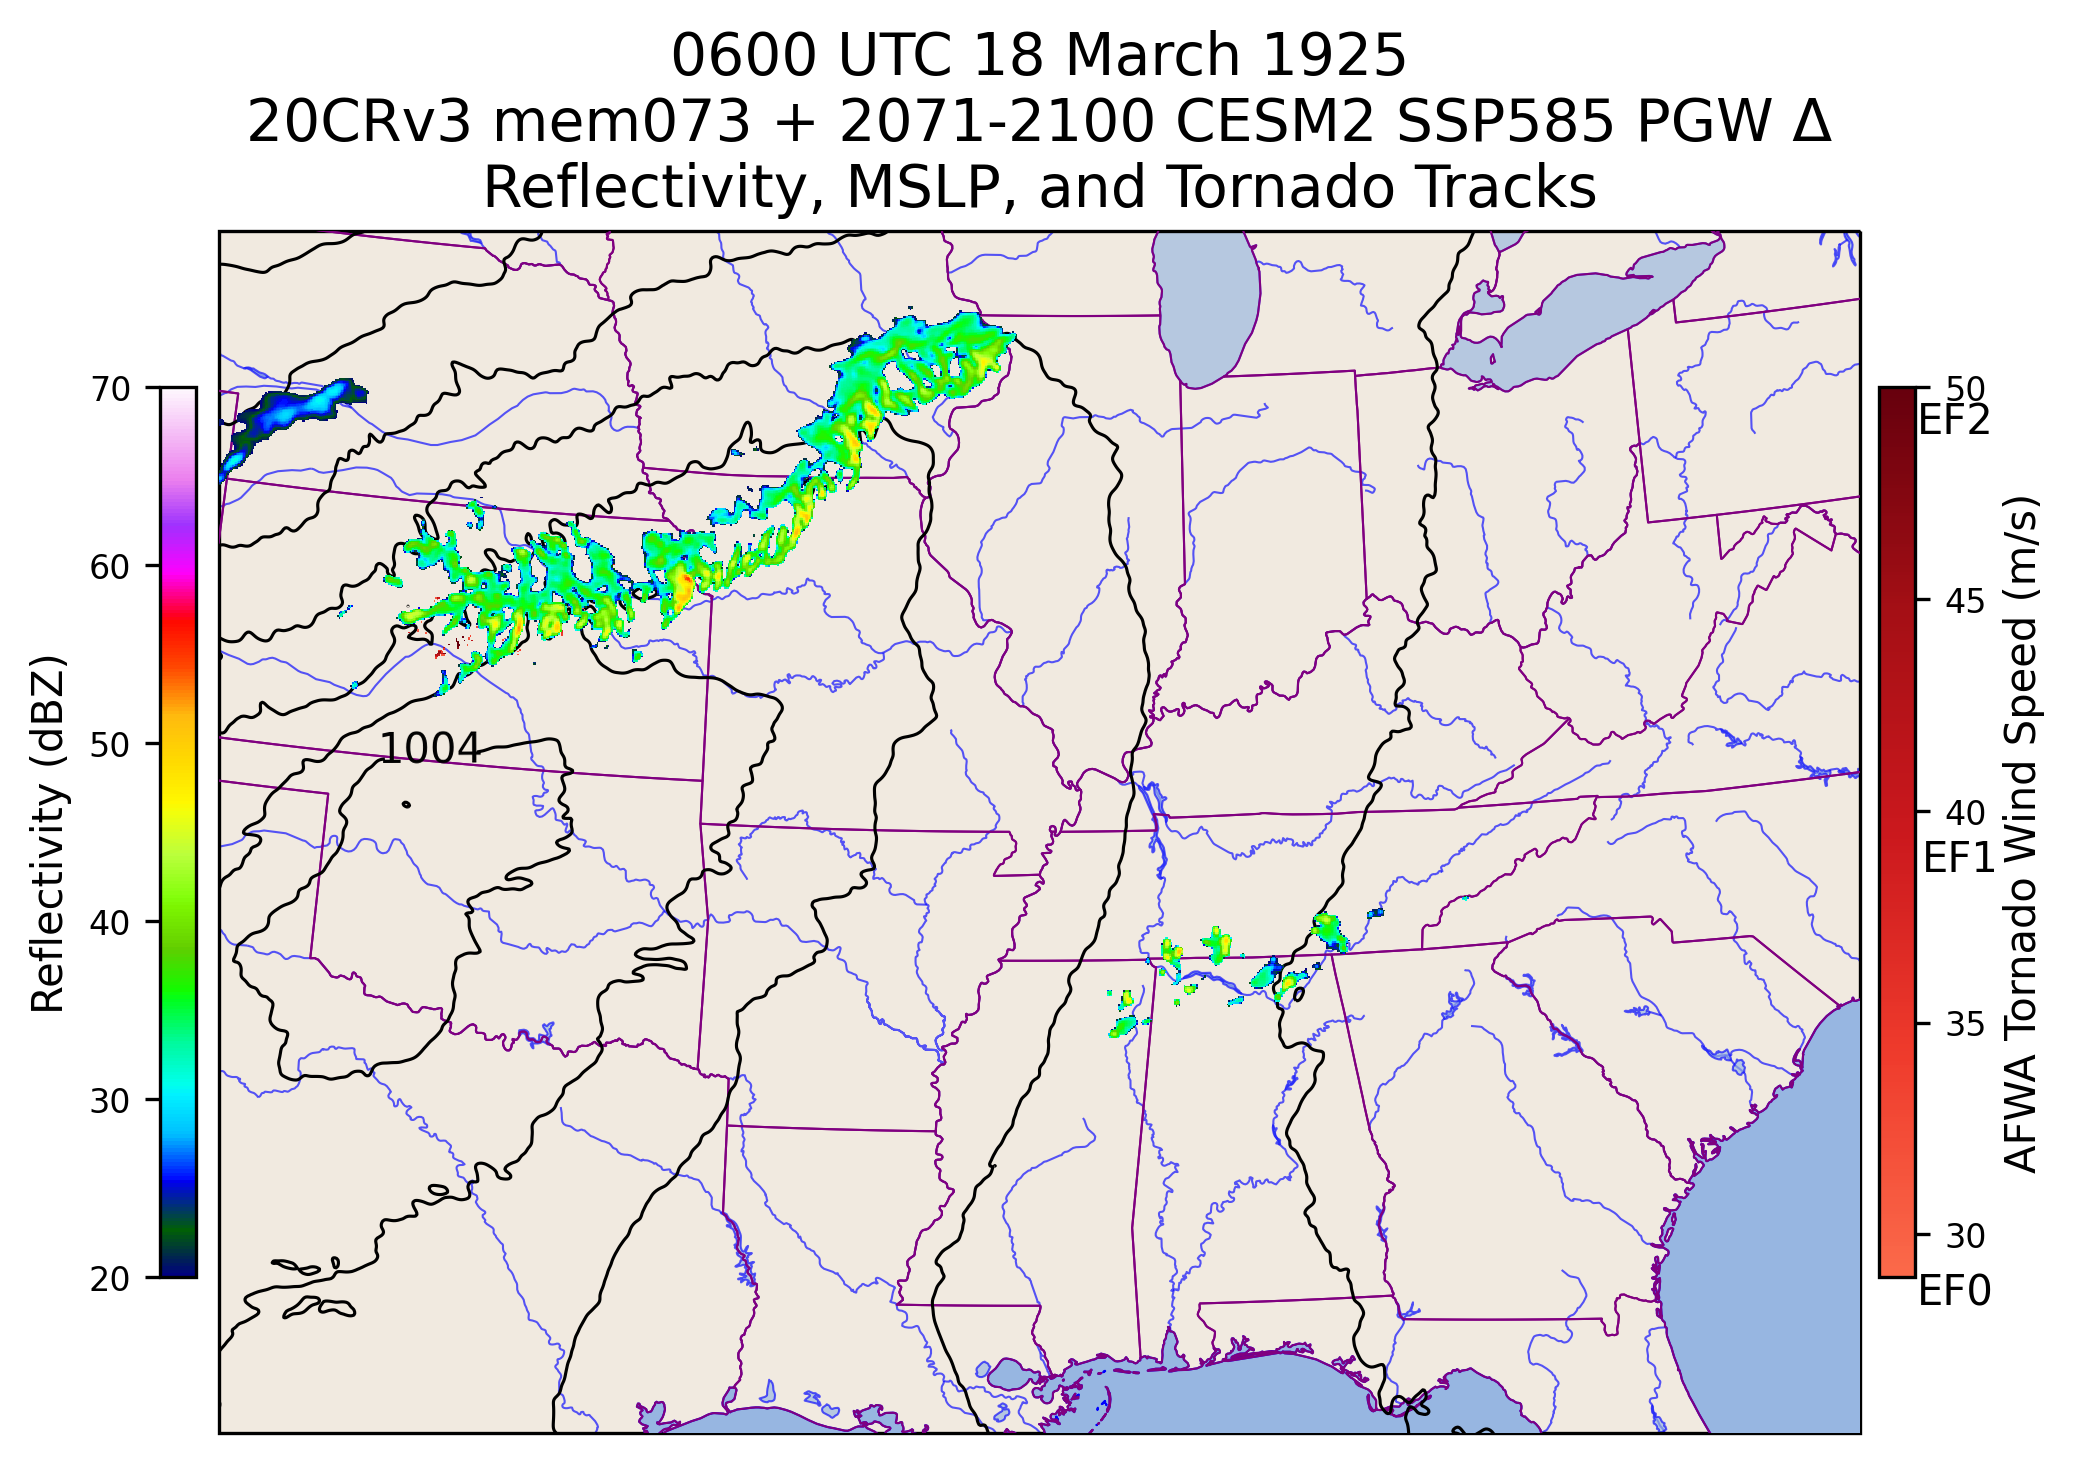 0600 UTC 18 March 1925
20CRv3 mem073 + 2071-2100 CESM2 SSP585 PGW Δ
Reflectivity, MSLP, and Tornado Tracks
70
60
50
40
30
20
Reflectivity (dBZ)
1004
50
EF2
45
40
EF1
35
30
EF0
AFWA Tornado Wind Speed (m/s)